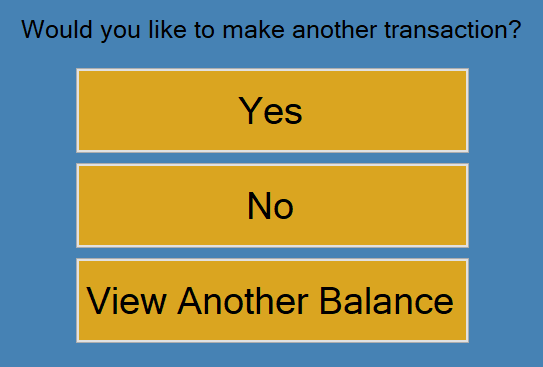 Would you like to make another transaction?
Yes
No
View Another Balance